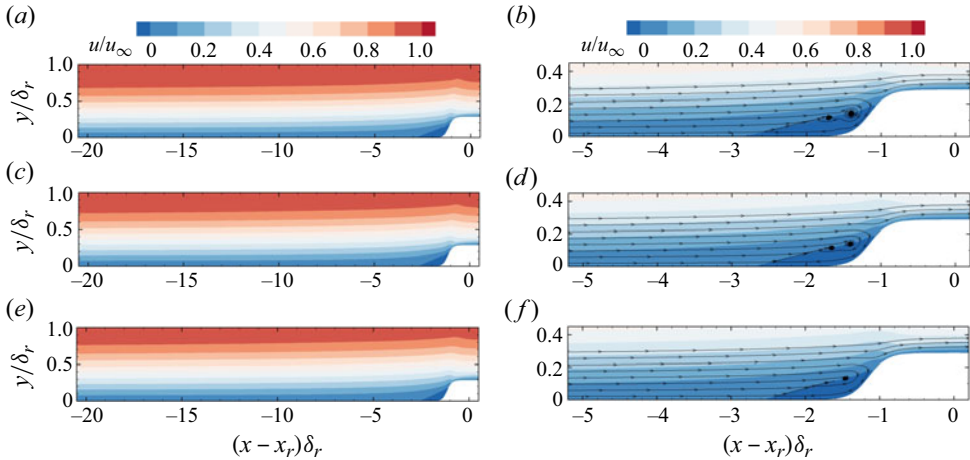 (a) (b)
u/u∞ 0 0.2 0.4 0.6 0.8 1.0 u/u∞ 0 0.2 0.4 0.6 0.8 1.0
y/δr 1.0 0.5 0 0.4 0.2 0
−20 −15 −10 −5 0 −5 −4 −3 −2 −1 0
(c) (d)
y/δr 1.0 0.5 0 0.4 0.2 0
−20 −15 −10 −5 0 −5 −4 −3 −2 −1 0
(e) (f)
y/δr 1.0 0.5 0 0.4 0.2 0
−20 −15 −10 −5 0 −5 −4 −3 −2 −1 0
(x − xr)δr (x − xr)δr